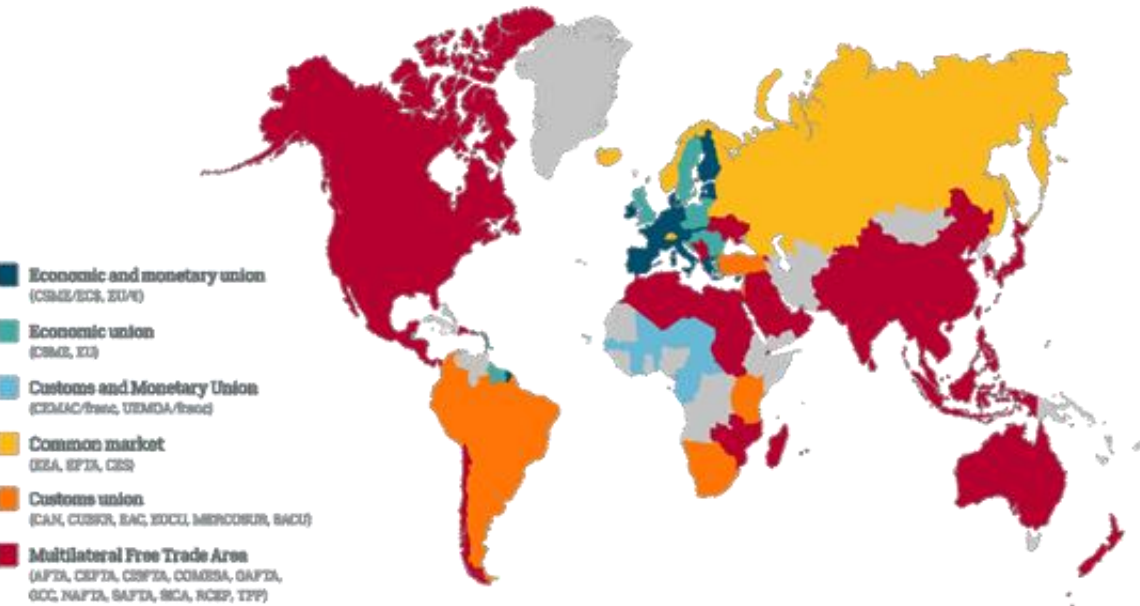 Economic and monetary union
(CSME/EC$, EU/€)
Economic union
(CSME, EU)
Customs and Monetary Union
(CEMAC/franc, UEMOA/franc)
Common market
(EEA, EFTA, CES)
Customs union
(CAN, CUBKR, EAC, EUCU, MERCOSUR, SACU)
Multilateral Free Trade Area
(AFTA, CEFTA, CISFTA, COMESA, GAFTA,
GCC, NAFTA, SAFTA, SICA, RCEP, TPP)